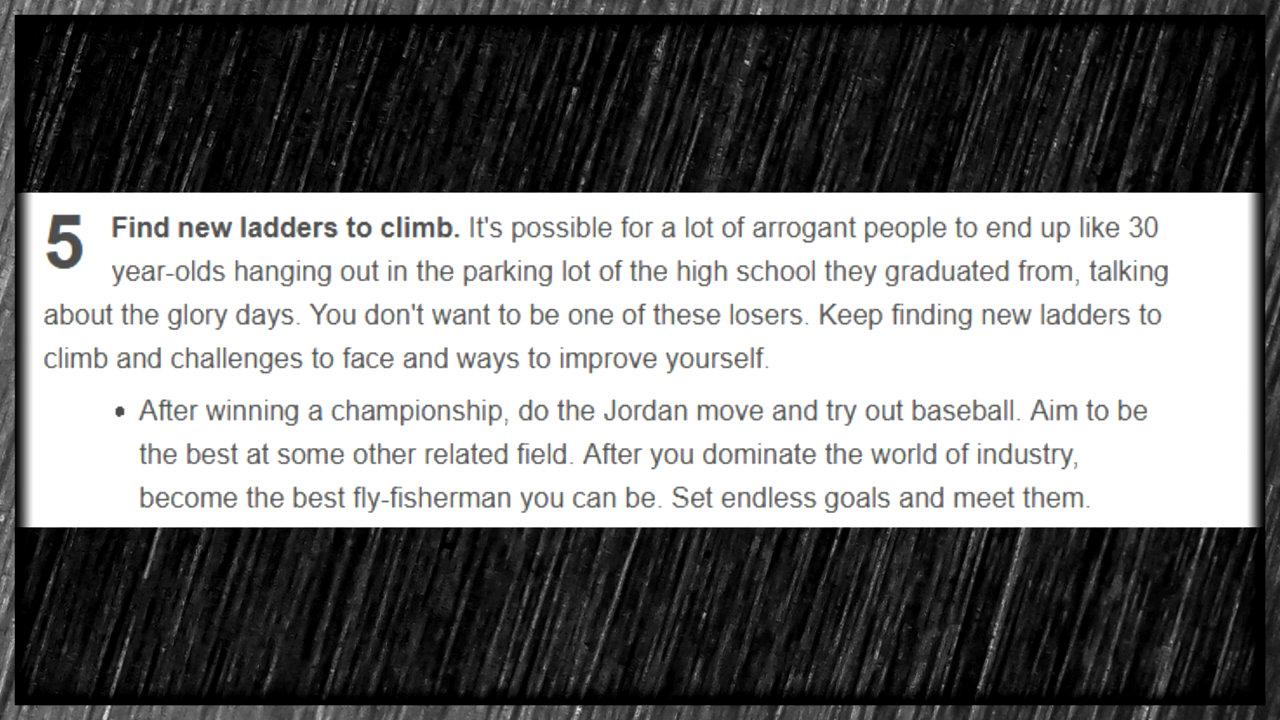 5 Find new ladders to climb. It's possible for a lot of arrogant people to end up like 30
year-olds hanging out in the parking lot of the high school they graduated from, talking
about the glory days. You don't want to be one of these losers. Keep finding new ladders to
climb and challenges to face and ways to improve yourself.
• After winning a championship, do the Jordan move and try out baseball. Aim to be
the best at some other related field. After you dominate the world of industry,
become the best fly-fisherman you can be. Set endless goals and meet them.